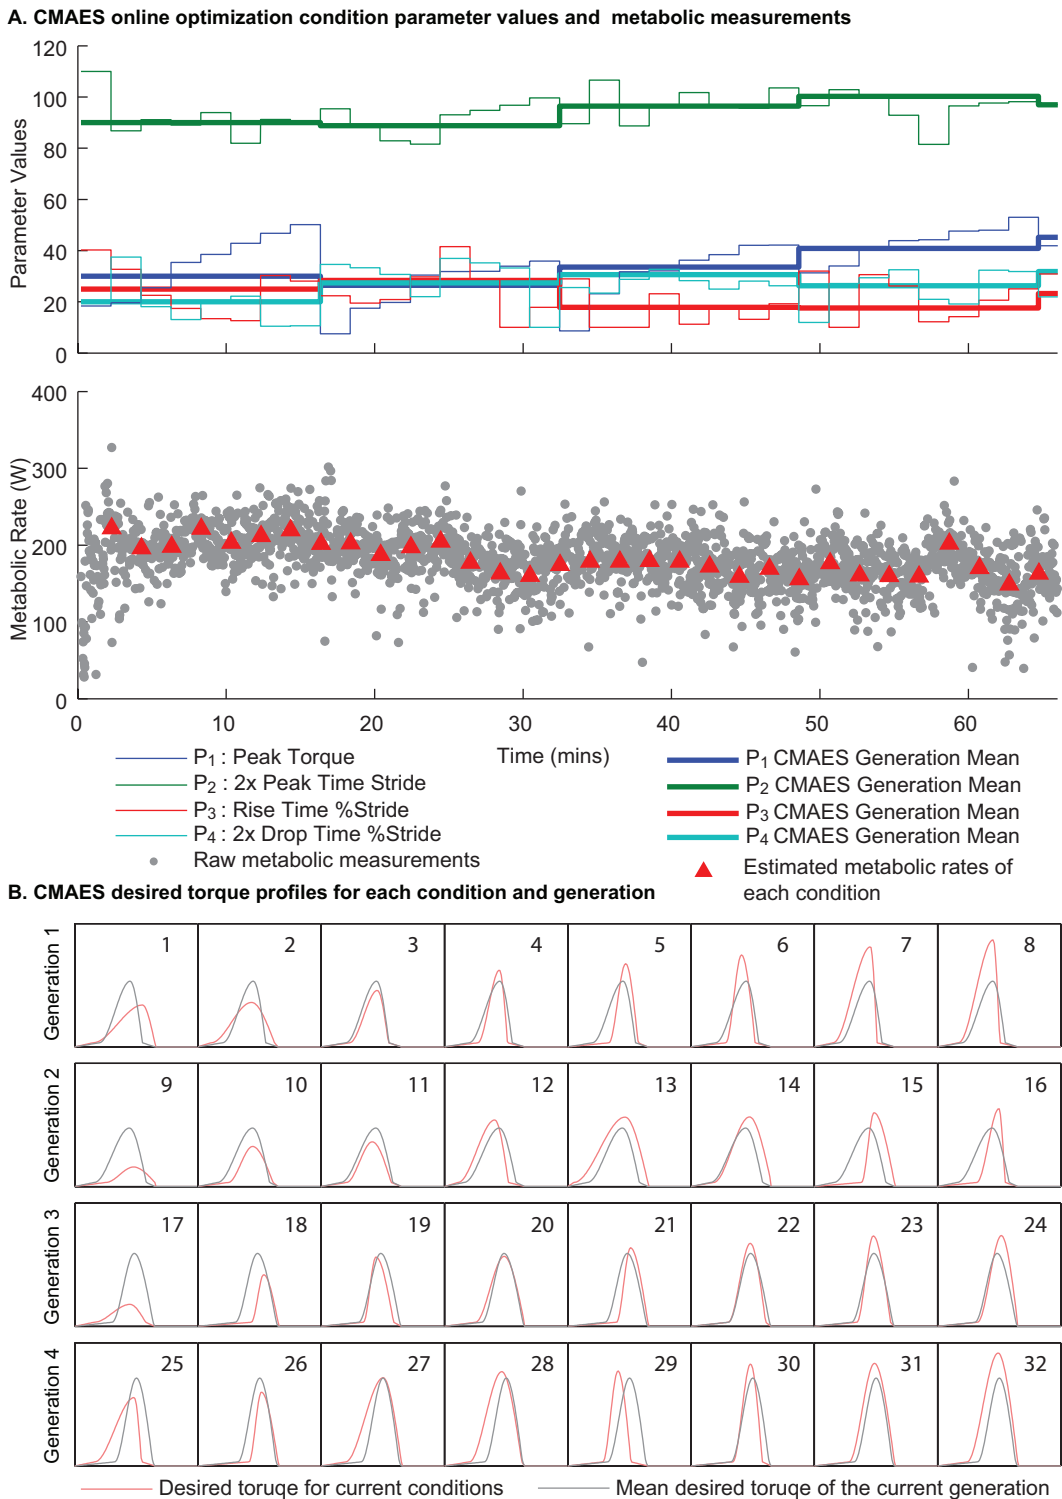 A. CMAES online optimization condition parameter values and metabolic measurements
Parameter Values
120
100
80
60
40
20
0
Metabolic Rate (W)
400
300
200
100
0
0 10 20 30 40 50 60
Time (mins)
P1 : Peak Torque
P2 : 2x Peak Time Stride
P3 : Rise Time %Stride
P4 : 2x Drop Time %Stride
Raw metabolic measurements
P1 CMAES Generation Mean
P2 CMAES Generation Mean
P3 CMAES Generation Mean
P4 CMAES Generation Mean
Estimated metabolic rates of
each condition
B. CMAES desired torque profiles for each condition and generation
Generation 1
1 2 3 4 5 6 7 8
Generation 2
9 10 11 12 13 14 15 16
Generation 3
17 18 19 20 21 22 23 24
Generation 4
25 26 27 28 29 30 31 32
Desired toruqe for current conditions
Mean desired toruqe of the current generation